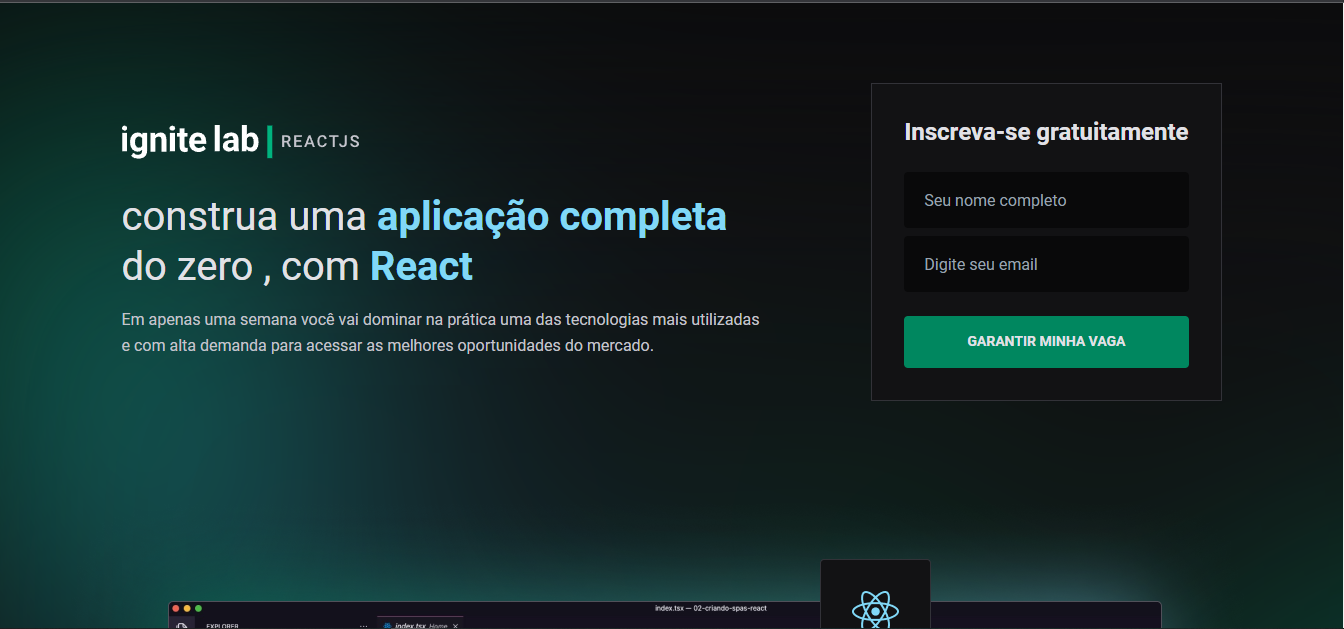 ignite lab | REACTJS
construa uma aplicação completa
do zero , com React
Em apenas uma semana você vai dominar na prática uma das tecnologias mais utilizadas
e com alta demanda para acessar as melhores oportunidades do mercado.
Inscreva-se gratuitamente
Seu nome completo
Digite seu email
GARANTIR MINHA VAGA
index.tsx — 02-criando-spas-react
EXPLORER ··· index.tsx Home ×